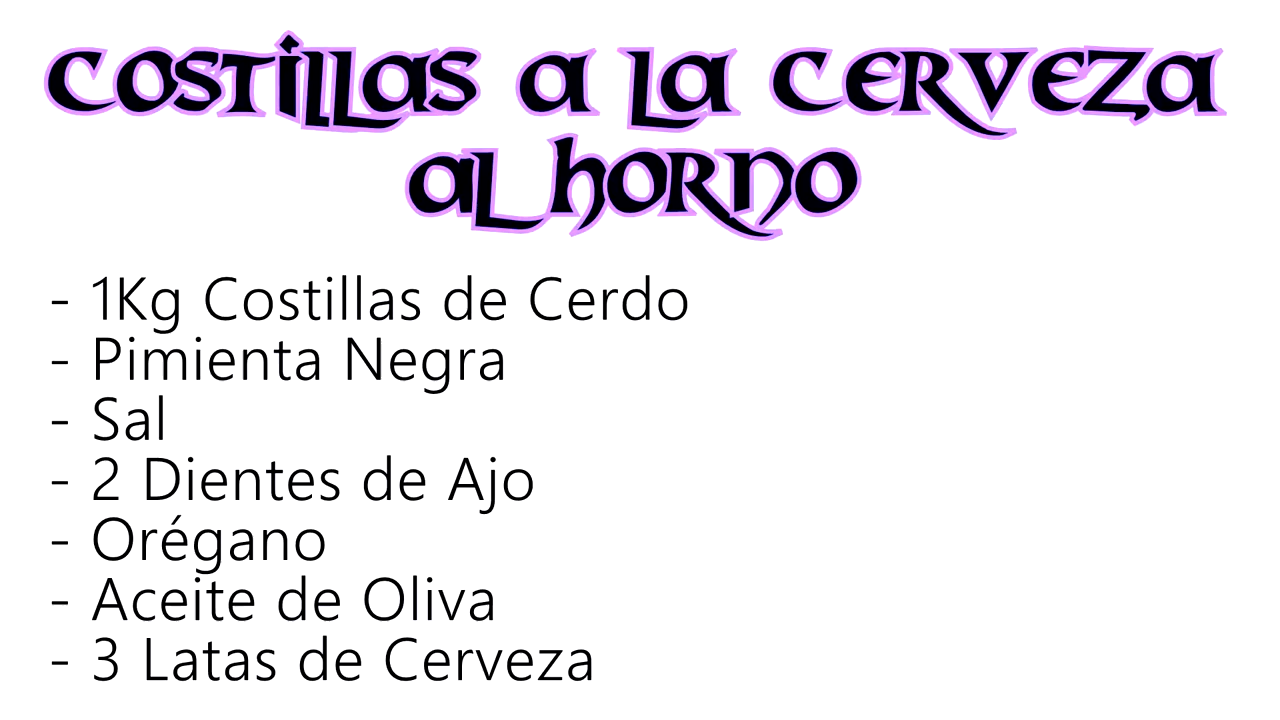 COSTILLAS A LA CERVEZA
AL HORNO
- 1Kg Costillas de Cerdo
- Pimienta Negra
- Sal
- 2 Dientes de Ajo
- Orégano
- Aceite de Oliva
- 3 Latas de Cerveza